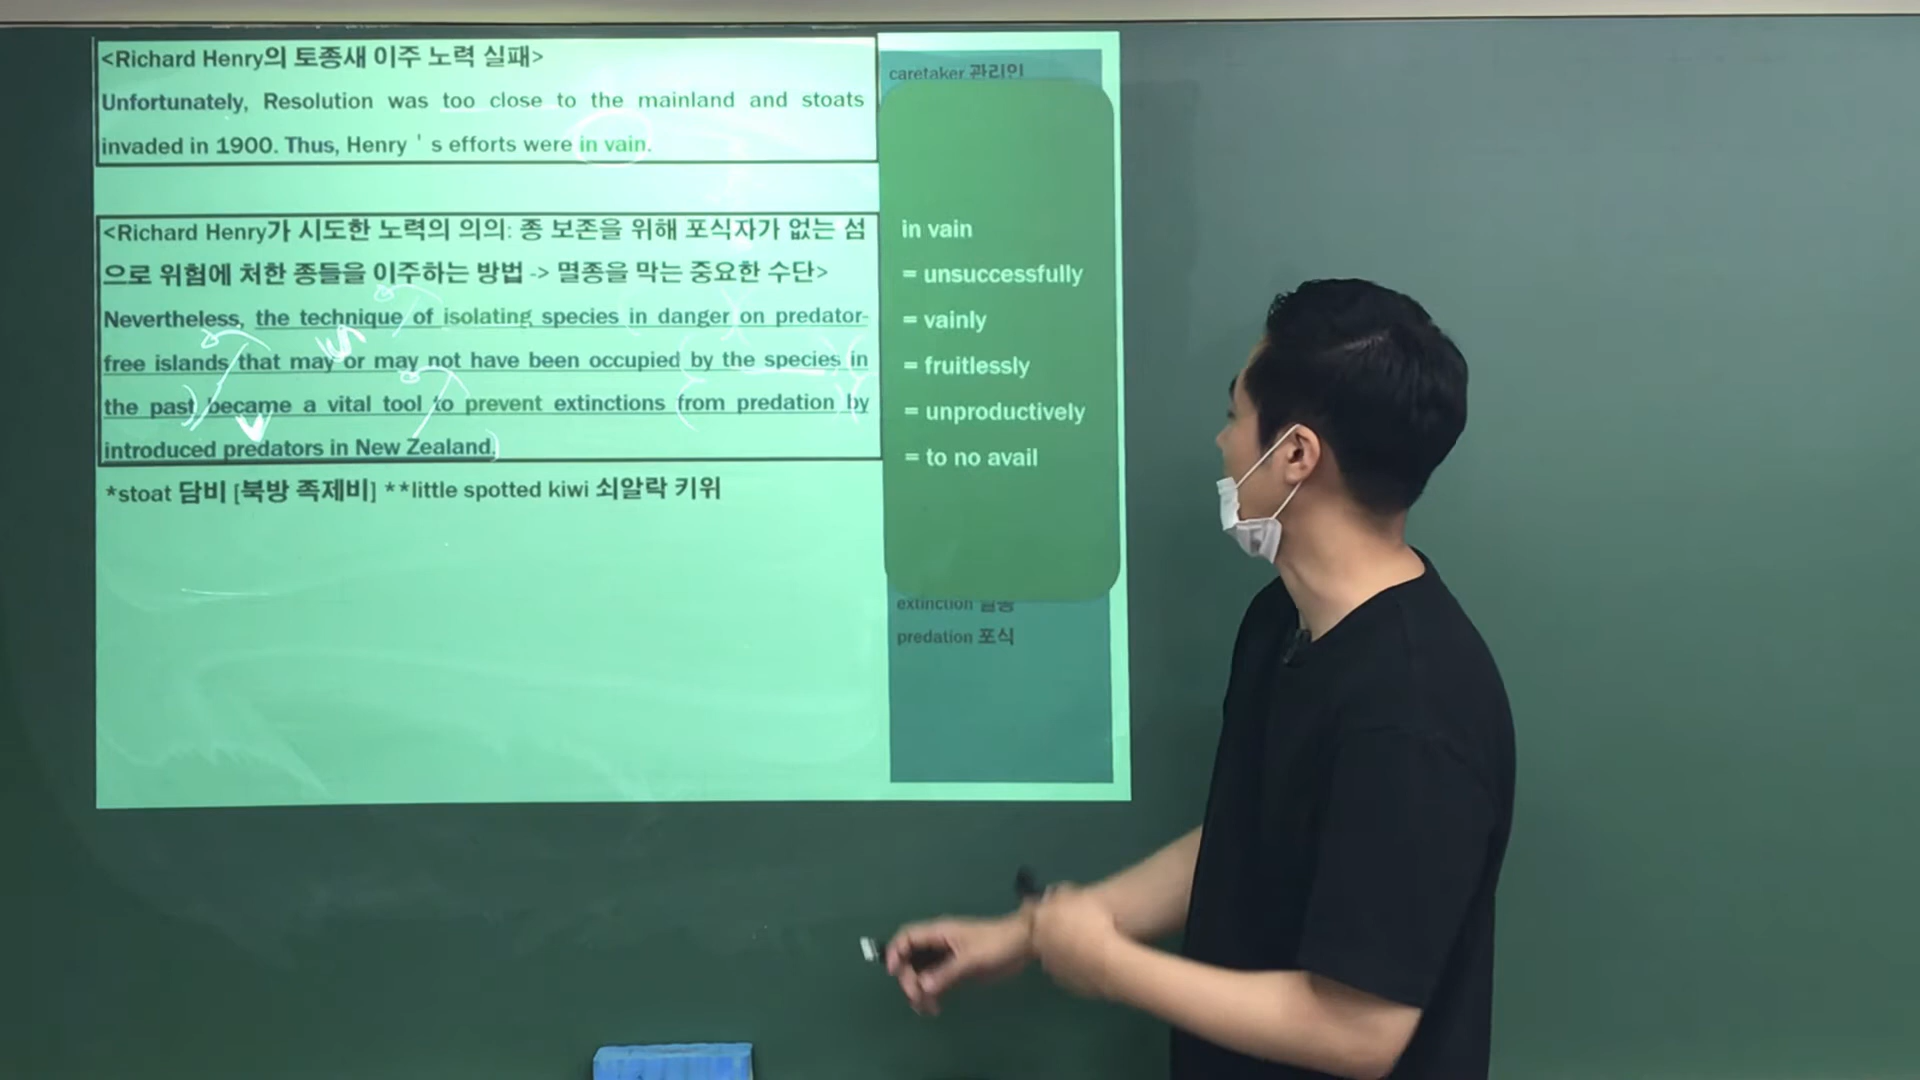 <Richard Henry의 토종새 이주 노력 실패>
Unfortunately, Resolution was too close to the mainland and stoats
invaded in 1900. Thus, Henry ' s efforts were in vain.
<Richard Henry가 시도한 노력의 의의: 종 보존을 위해 포식자가 없는 섬
으로 위험에 처한 종들을 이주하는 방법 -> 멸종을 막는 중요한 수단>
Nevertheless, the technique of isolating species in danger on predator-
free islands that may or may not have been occupied by the species in
the past became a vital tool to prevent extinctions from predation by
introduced predators in New Zealand.
*stoat 담비 [북방 족제비] **little spotted kiwi 쇠알락 키위
caretaker 관리인
in vain
= unsuccessfully
= vainly
= fruitlessly
= unproductively
= to no avail
extinction 멸종
predation 포식